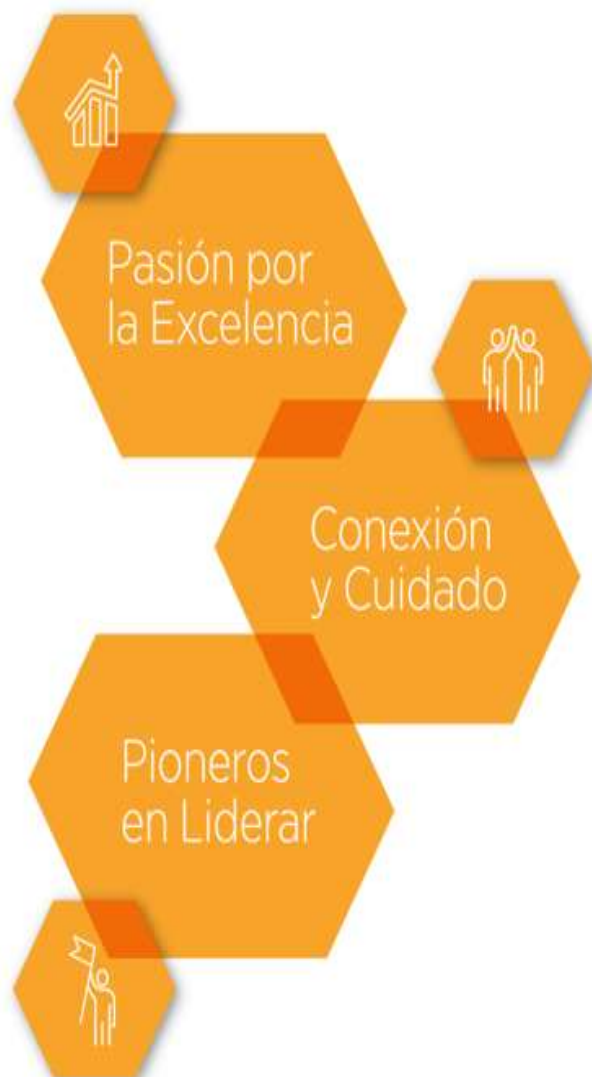 Pasión por
la Excelencia
Conexión
y Cuidado
Pioneros
en Liderar